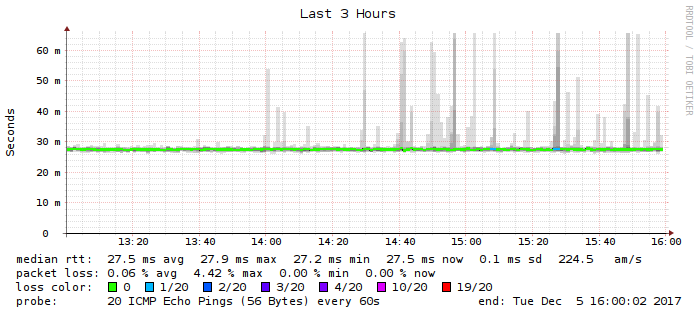 Last 3 Hours
RRDTOOL / TOBI OETIKER
Seconds
60 m
50 m
40 m
30 m
20 m
10 m
0
13:20 13:40 14:00 14:20 14:40 15:00 15:20 15:40 16:00
median rtt: 27.5 ms avg 27.9 ms max 27.2 ms min 27.5 ms now 0.1 ms sd 224.5 am/s
packet loss: 0.06 % avg 4.42 % max 0.00 % min 0.00 % now
loss color: 0 1/20 2/20 3/20 4/20 10/20 19/20
probe: 20 ICMP Echo Pings (56 Bytes) every 60s end: Tue Dec 5 16:00:02 2017